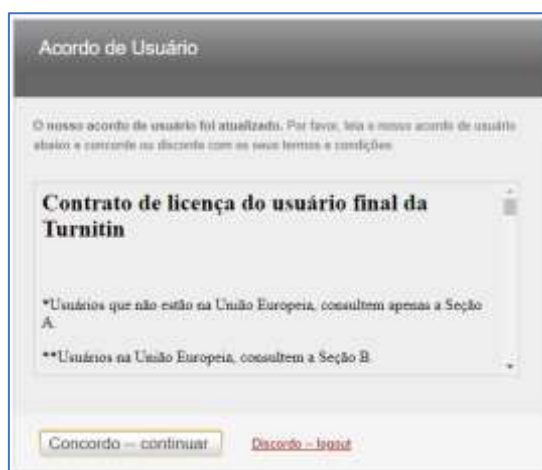 Acordo de Usuário
O nosso acordo de usuário foi atualizado. Por favor, leia o nosso acordo de usuário
abaixo e concorde ou discorde com os seus termos e condições.
Contrato de licença do usuário final da
Turnitin
*Usuários que não estão na União Europeia, consultem apenas a Seção
A.
**Usuários na União Europeia, consultem a Seção B.
Concordo -- continuar
Discordo -- logout